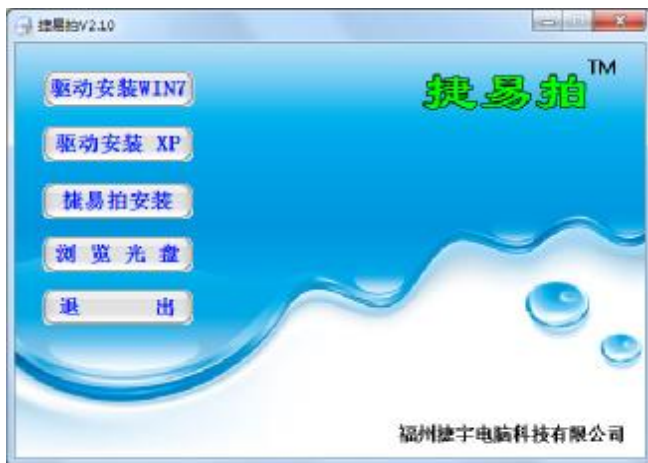 捷易拍V2.10
捷易拍™
驱动安装WIN7
驱动安装 XP
捷易拍安装
浏 览 光 盘
退 出
福州捷宇电脑科技有限公司